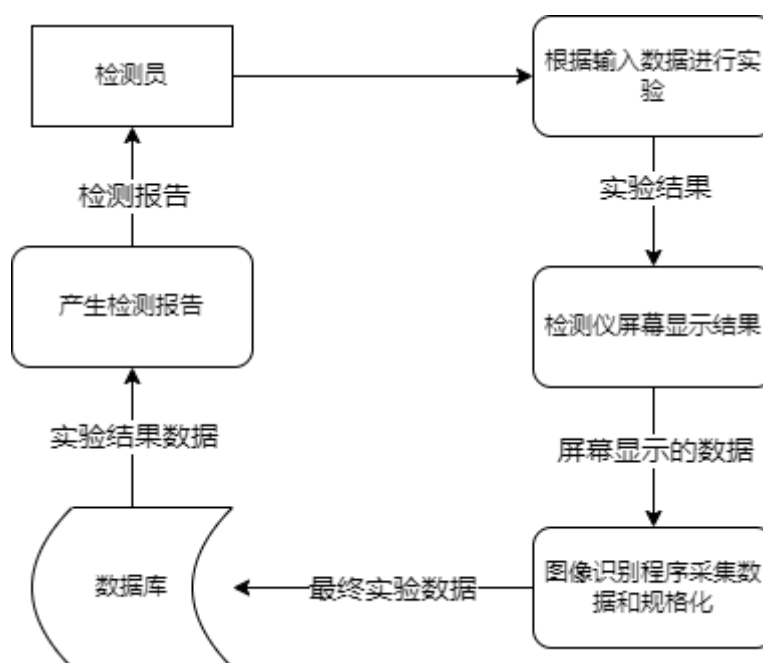 检测员
根据输入数据进行实
验
检测报告
实验结果
产生检测报告
检测仪屏幕显示结果
实验结果数据
屏幕显示的数据
数据库
最终实验数据
图像识别程序采集数
据和规格化